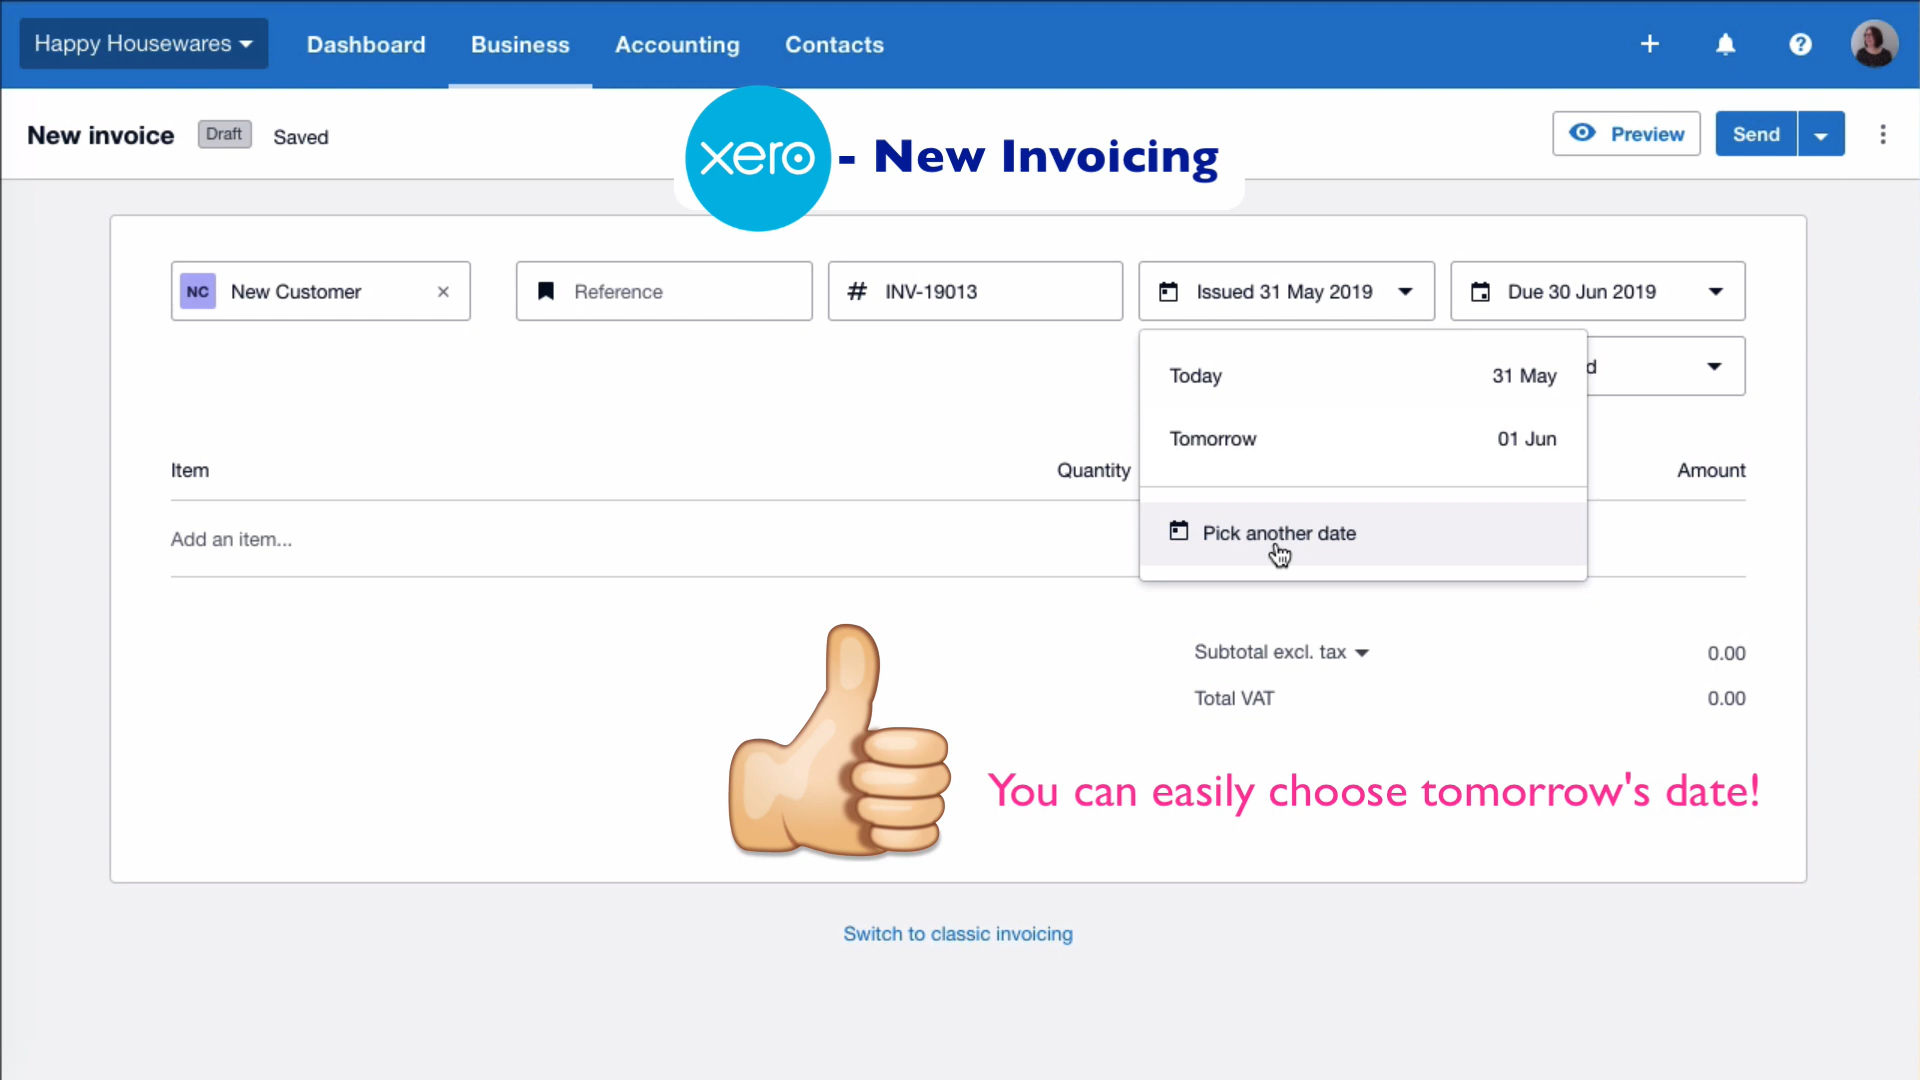 Happy Housewares
Dashboard
Business
Accounting
Contacts
New invoice
Draft
Saved
xero
- New Invoicing
Preview
Send
NC
New Customer
Reference
# INV-19013
Issued 31 May 2019
Due 30 Jun 2019
Today 31 May
Tomorrow 01 Jun
Pick another date
d
Item
Quantity
Amount
Add an item...
Subtotal excl. tax 0.00
Total VAT 0.00
You can easily choose tomorrow's date!
Switch to classic invoicing